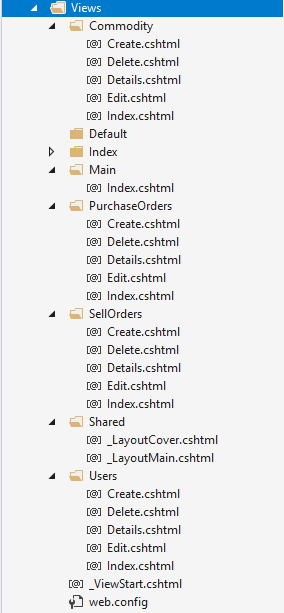 Views
Commodity
[@] Create.cshtml
[@] Delete.cshtml
[@] Details.cshtml
[@] Edit.cshtml
[@] Index.cshtml
Default
Index
Main
[@] Index.cshtml
PurchaseOrders
[@] Create.cshtml
[@] Delete.cshtml
[@] Details.cshtml
[@] Edit.cshtml
[@] Index.cshtml
SellOrders
[@] Create.cshtml
[@] Delete.cshtml
[@] Details.cshtml
[@] Edit.cshtml
[@] Index.cshtml
Shared
[@] _LayoutCover.cshtml
[@] _LayoutMain.cshtml
Users
[@] Create.cshtml
[@] Delete.cshtml
[@] Details.cshtml
[@] Edit.cshtml
[@] Index.cshtml
[@] _ViewStart.cshtml
web.config